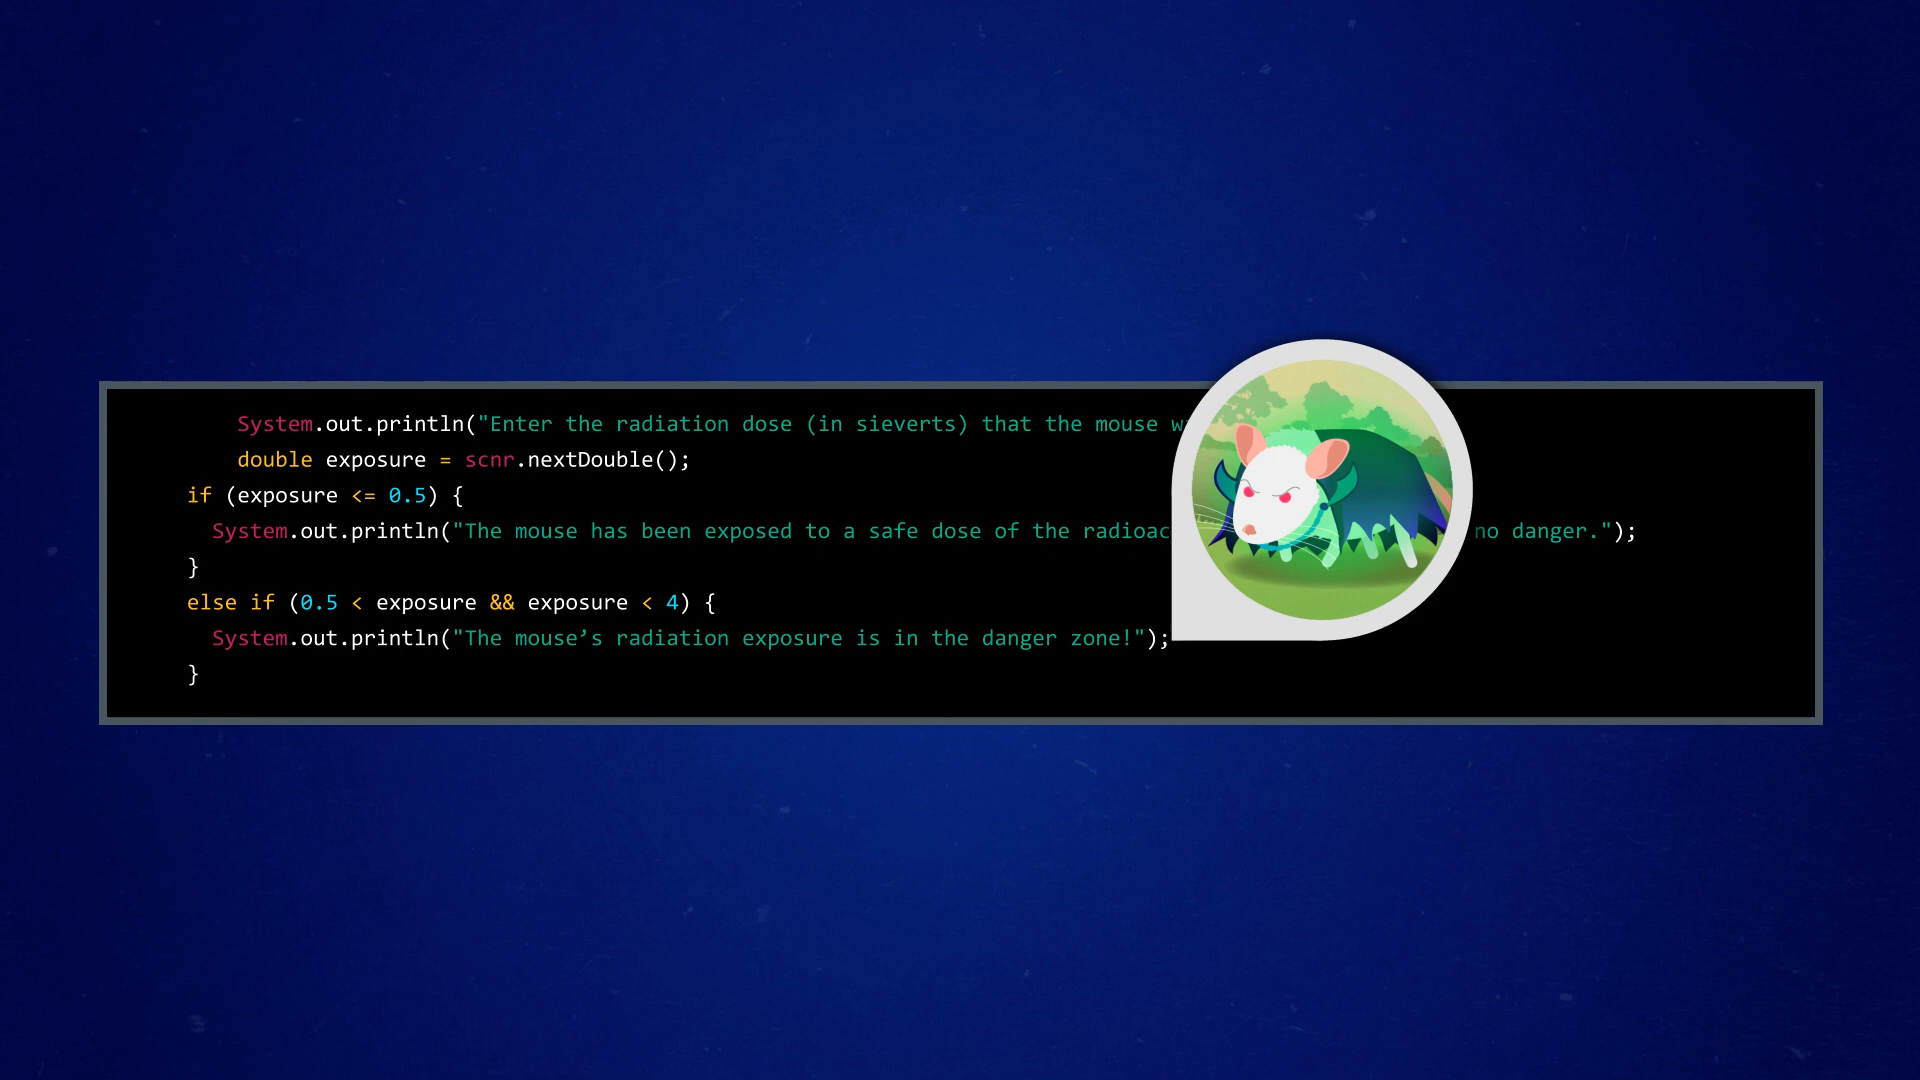 System.out.println("Enter the radiation dose (in sieverts) that the mouse
double exposure = scnr.nextDouble();
if (exposure <= 0.5) {
System.out.println("The mouse has been exposed to a safe dose of the no danger.");
}
else if (0.5 < exposure && exposure < 4) {
System.out.println("The mouse’s radiation exposure is in the danger zone!");
}